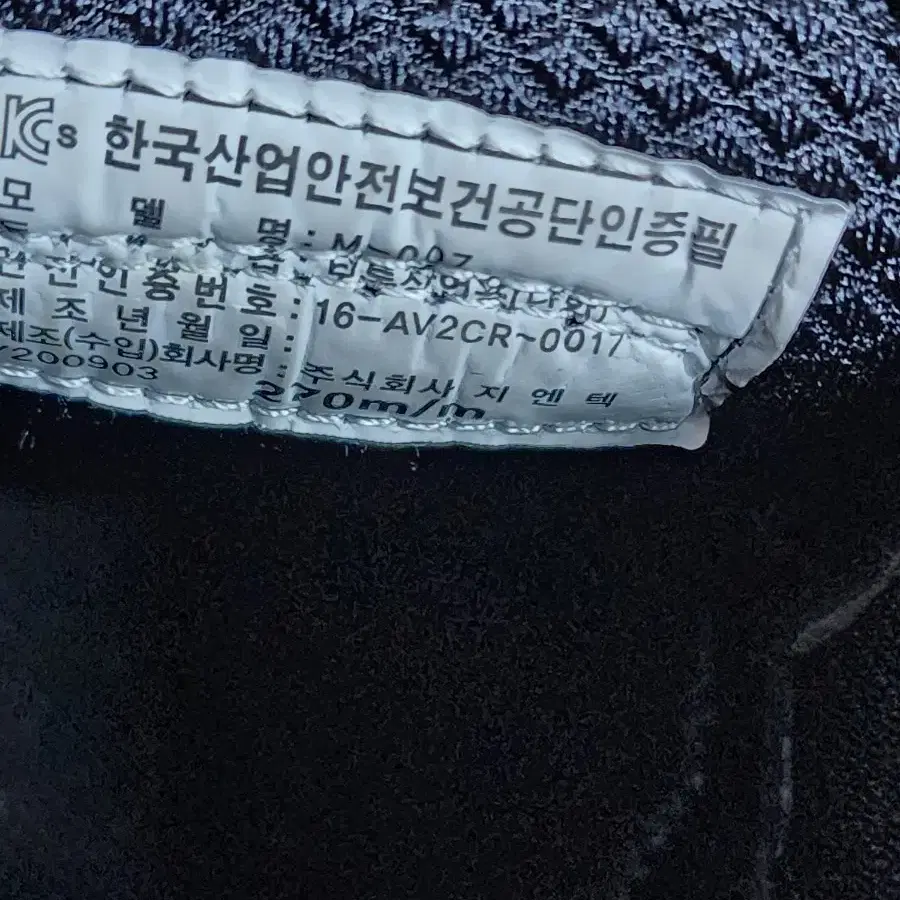 KCs 한국산업안전보건공단인증필
모 델 명 : M-007
안전인증번호 : 16-AV2CR~0017
제 조 년 월 일 :
제조(수입)회사명 : 주식회사 지엔텍
Y200903 270m/m